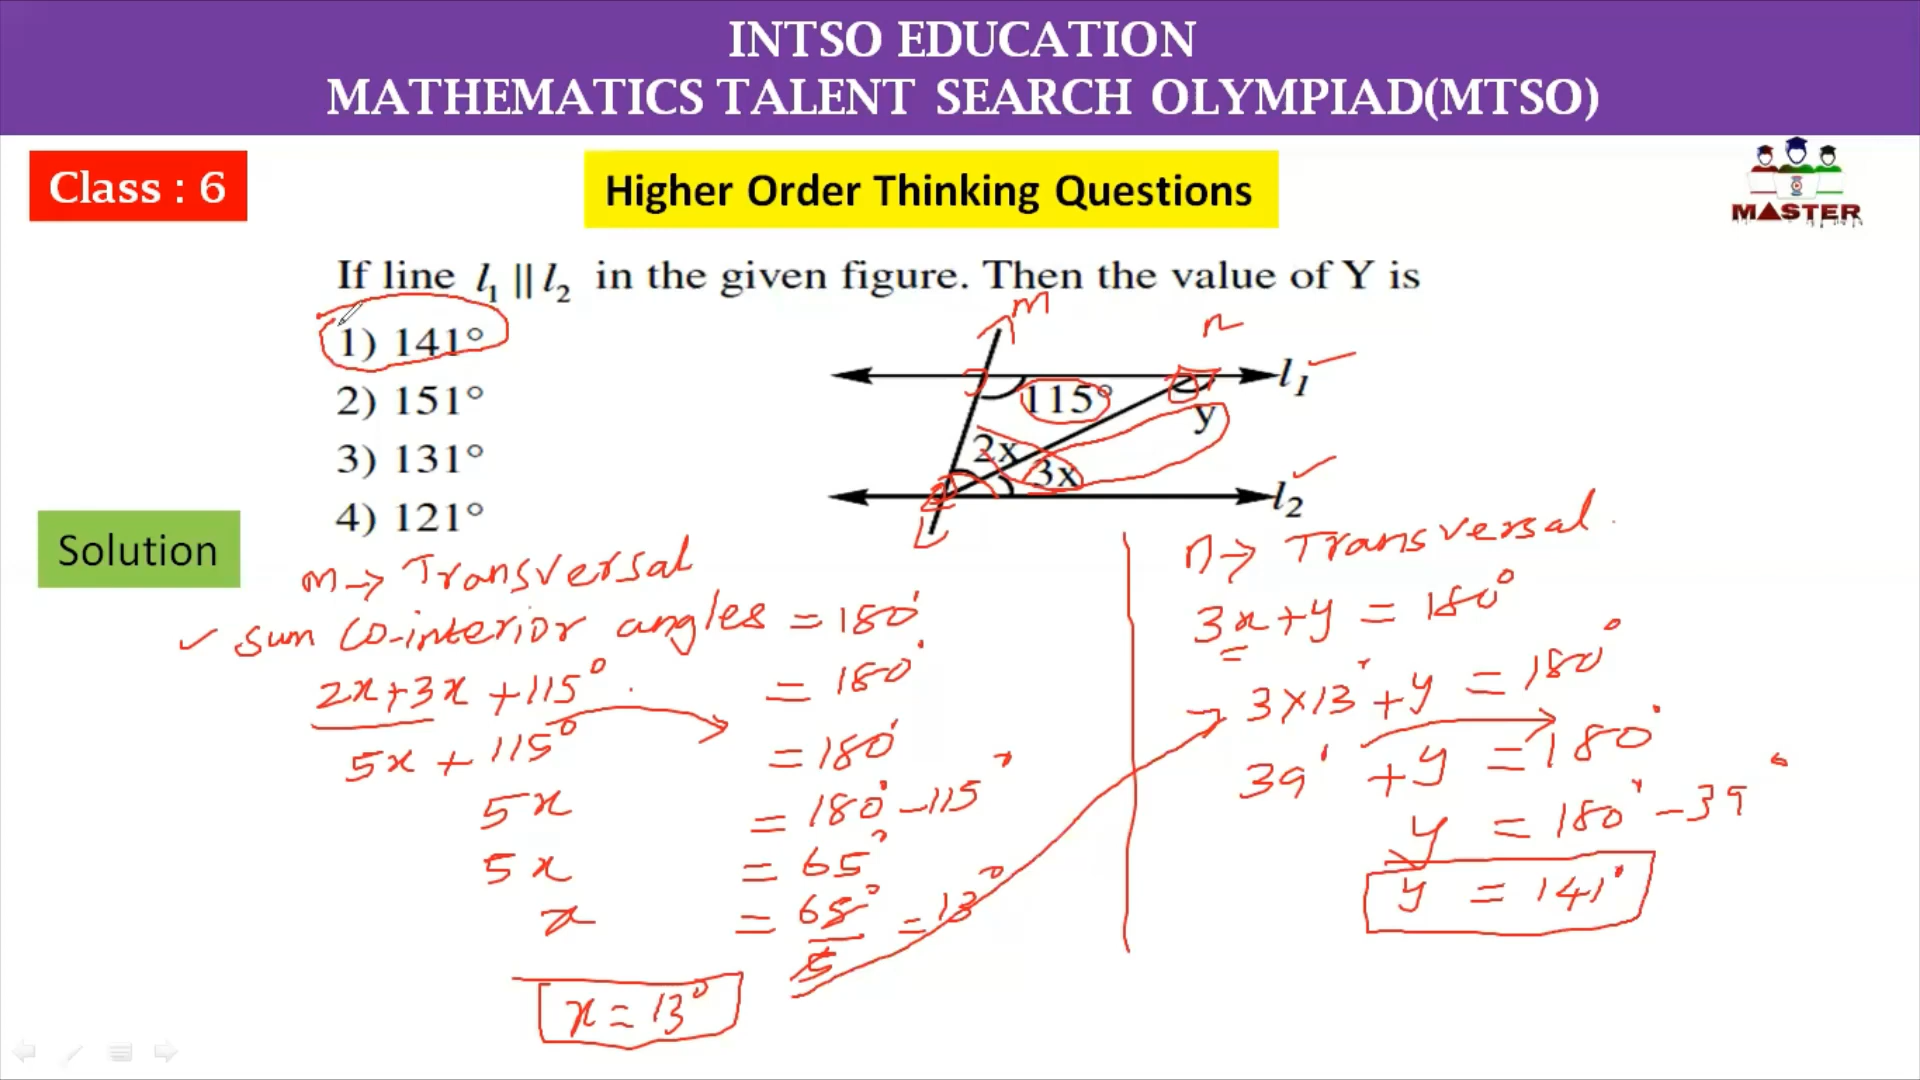 INTSO EDUCATION
MATHEMATICS TALENT SEARCH OLYMPIAD(MTSO)
Class : 6
Higher Order Thinking Questions
MASTER
If line l₁ || l₂ in the given figure. Then the value of Y is
1) 141°
2) 151°
3) 131°
4) 121°
m
n
l₁
115°
y
2x
3x
l₂
Solution
m → Transversal
✓ sum co-interior angles = 180°
2x+3x +115° = 180°
5x + 115° = 180°
5x = 180° - 115°
5x = 65°
x = 65°/5 = 13°
x = 13°
n → Transversal
3x + y = 180°
→ 3×13° + y = 180°
39° + y = 180°
y = 180° - 39°
y = 141°